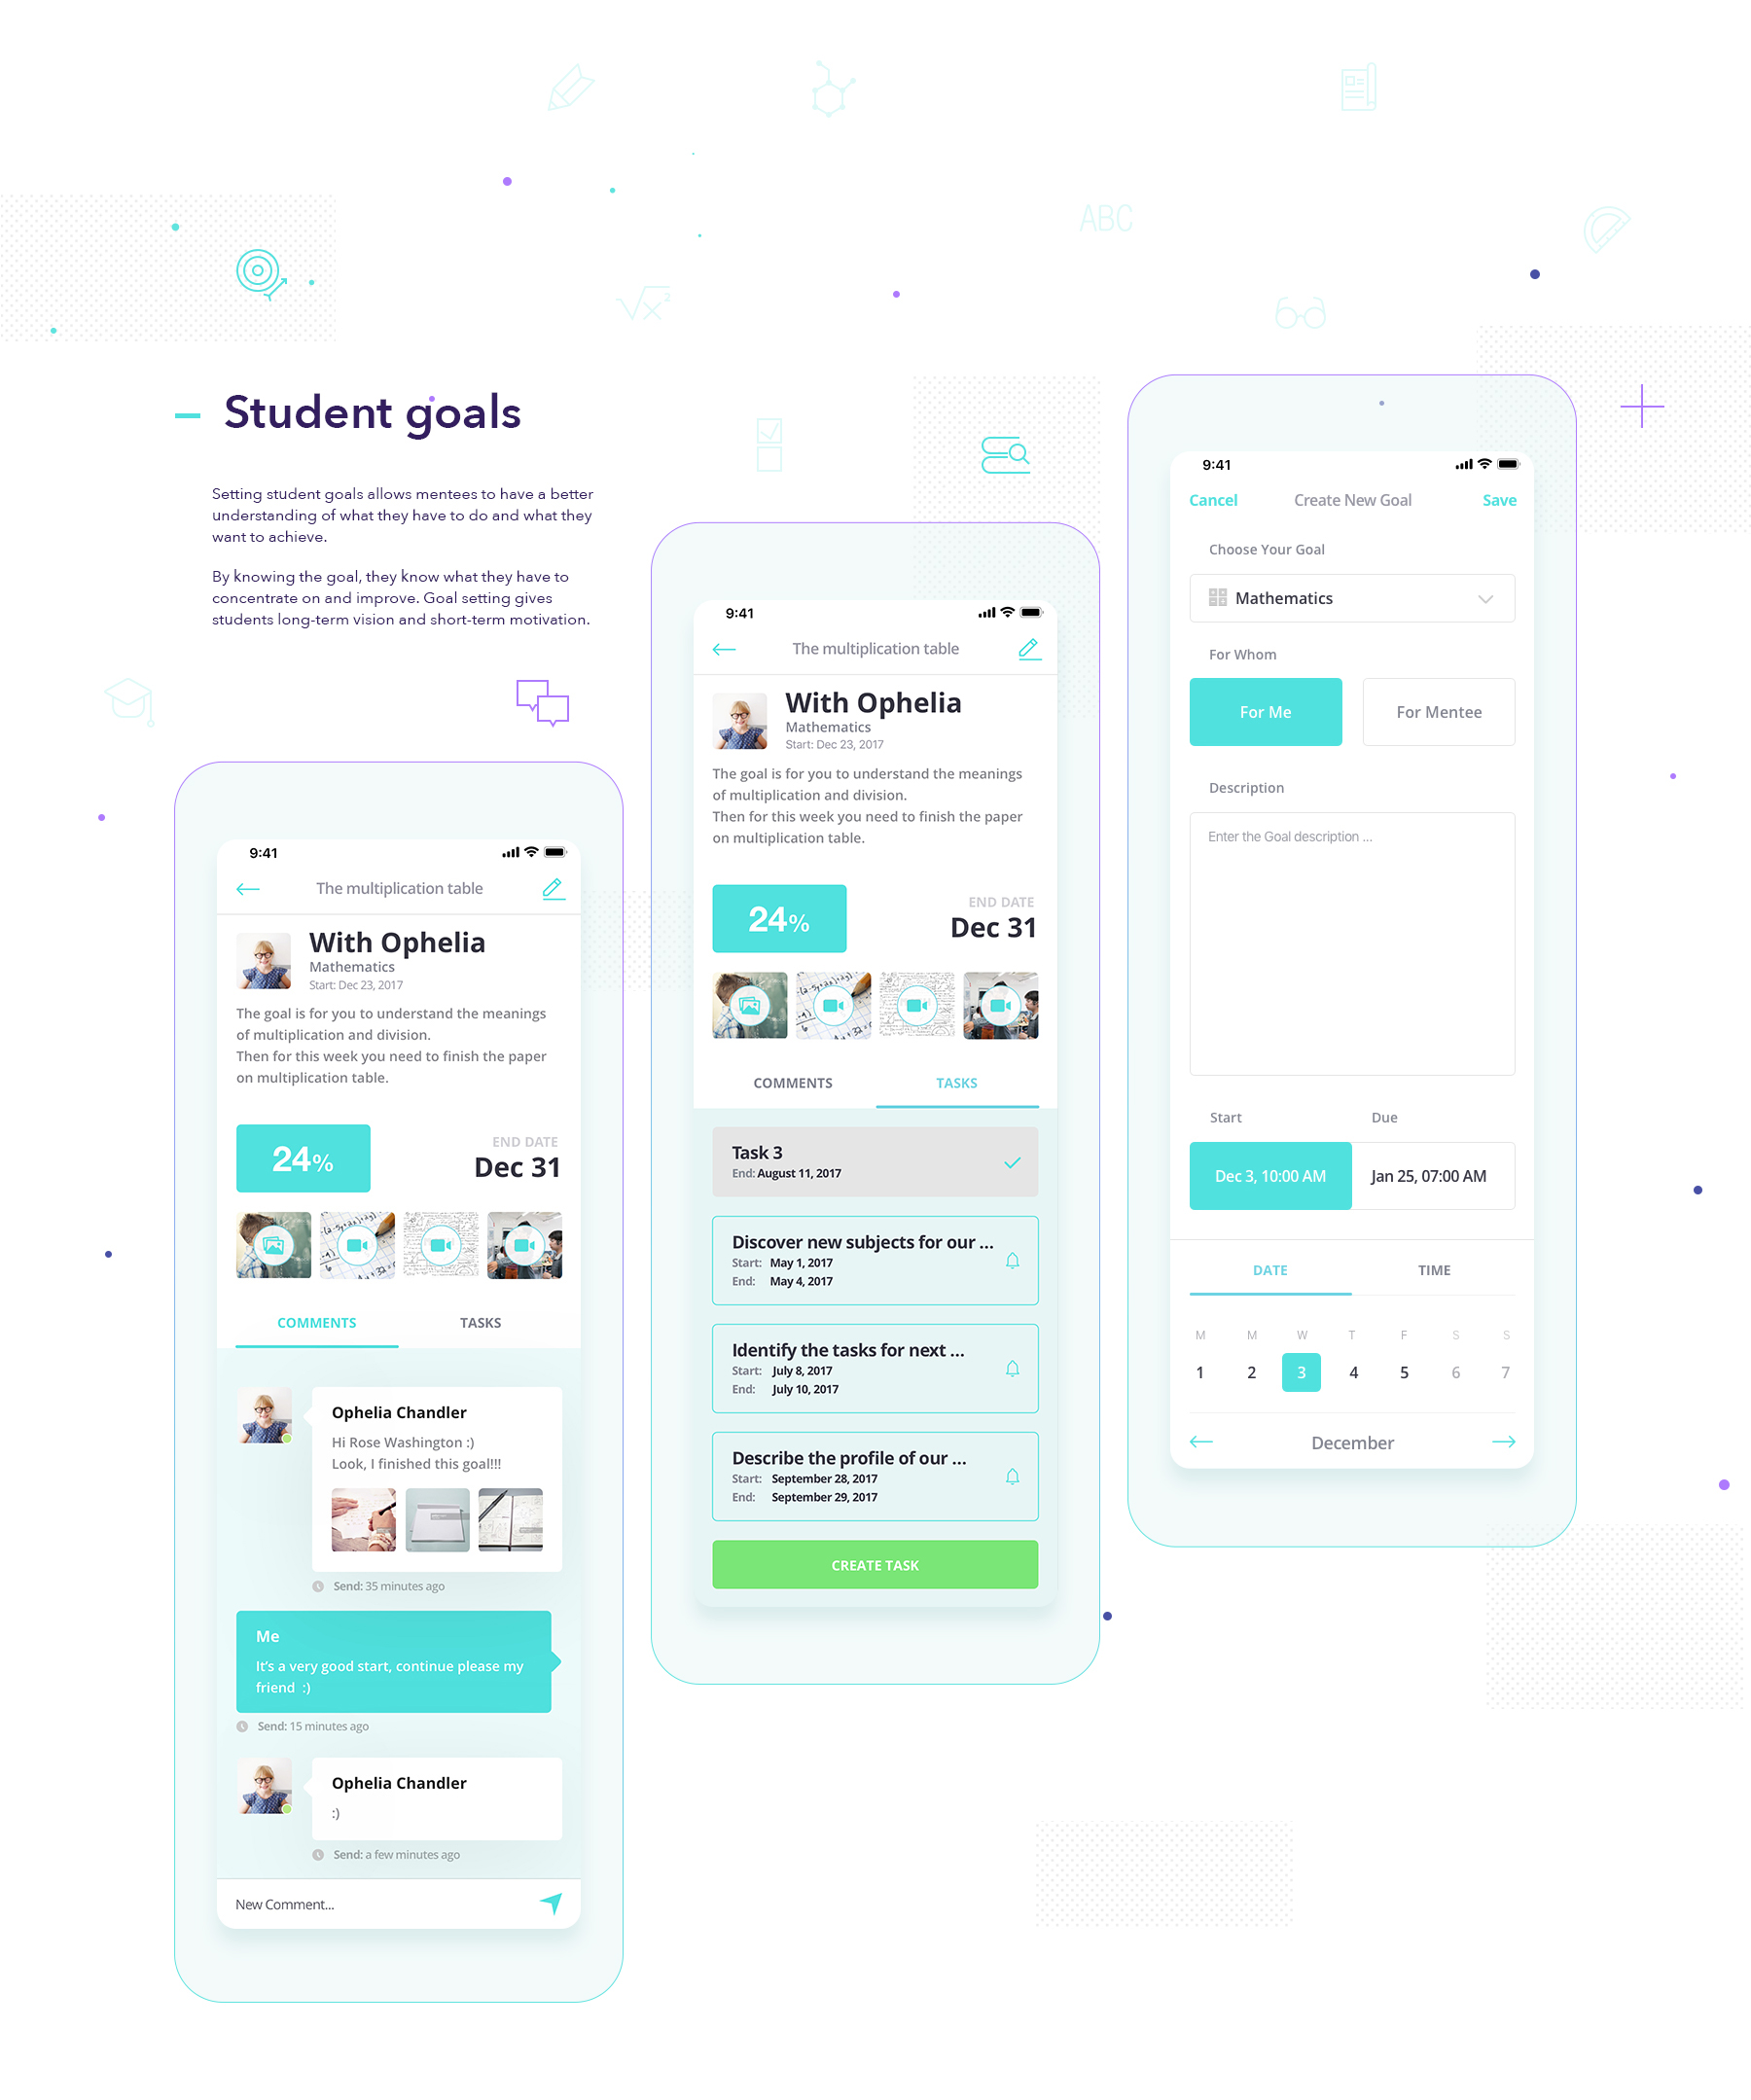 ABC
√x²
Student goals
Setting student goals allows mentees to have a better
understanding of what they have to do and what they
want to achieve.
By knowing the goal, they know what they have to
concentrate on and improve. Goal setting gives
students long-term vision and short-term motivation.
9:41
The multiplication table
With Ophelia
Mathematics
Start: Dec 23, 2017
The goal is for you to understand the meanings
of multiplication and division.
Then for this week you need to finish the paper
on multiplication table.
24%
END DATE
Dec 31
COMMENTS
TASKS
Ophelia Chandler
Hi Rose Washington :)
Look, I finished this goal!!!
Send: 35 minutes ago
Me
It's a very good start, continue please my
friend :)
Send: 15 minutes ago
Ophelia Chandler
:)
Send: a few minutes ago
New Comment...
9:41
The multiplication table
With Ophelia
Mathematics
Start: Dec 23, 2017
The goal is for you to understand the meanings
of multiplication and division.
Then for this week you need to finish the paper
on multiplication table.
24%
END DATE
Dec 31
COMMENTS
TASKS
Task 3
End: August 11, 2017
Discover new subjects for our ...
Start: May 1, 2017
End: May 4, 2017
Identify the tasks for next ...
Start: July 8, 2017
End: July 10, 2017
Describe the profile of our ...
Start: September 28, 2017
End: September 29, 2017
CREATE TASK
9:41
Cancel
Create New Goal
Save
Choose Your Goal
Mathematics
For Whom
For Me
For Mentee
Description
Enter the Goal description ...
Start
Due
Dec 3, 10:00 AM
Jan 25, 07:00 AM
DATE
TIME
M M W T F S S
1 2 3 4 5 6 7
December